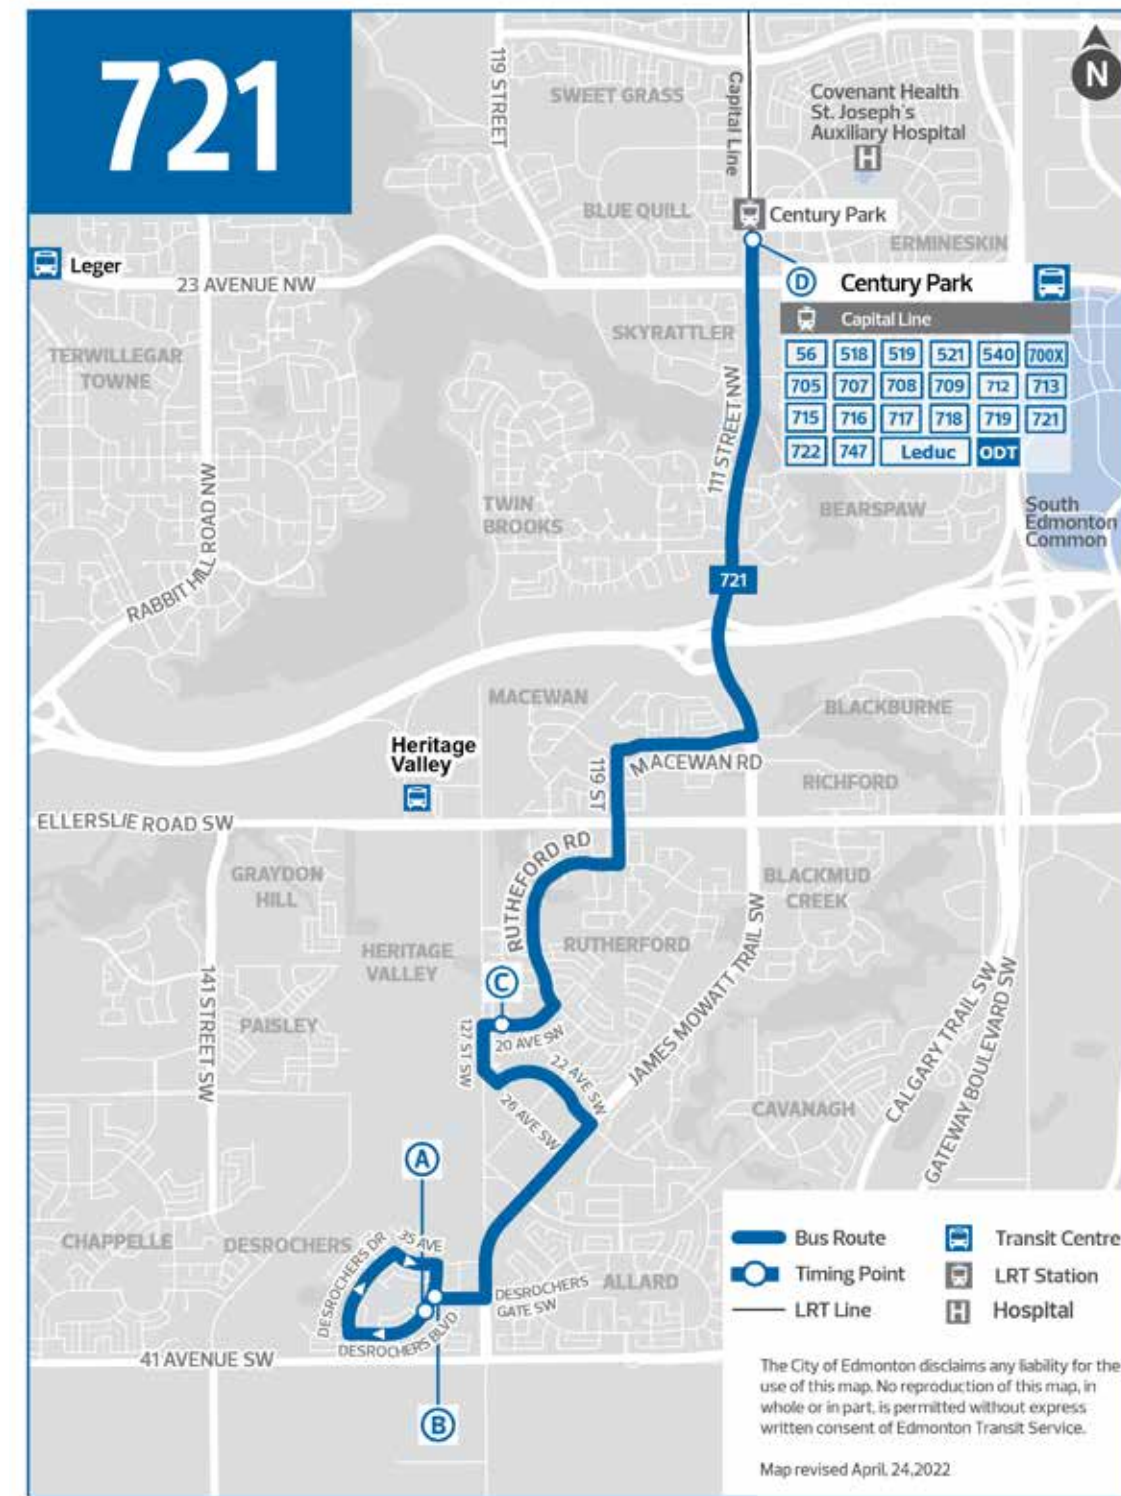 721
N
119 STREET
SWEET GRASS
Capital Line
Covenant Health
St. Joseph's
Auxiliary Hospital
H
BLUE QUILL
Century Park
ERMINESKIN
Leger
23 AVENUE NW
D Century Park
Capital Line
56 518 519 521 540 700X
705 707 708 709 712 713
715 716 717 718 719 721
722 747 Leduc ODT
SKYRATTLER
TERWILLEGAR
TOWNE
111 STREET NW
RABBIT HILL ROAD NW
TWIN
BROOKS
BEARSPAW
South
Edmonton
Common
721
MACEWAN
BLACKBURNE
Heritage
Valley
119 ST
MACEWAN RD
RICHFORD
ELLERSLIE ROAD SW
RUTHEFORD RD
GRAYDON
HILL
BLACKMUD
CREEK
HERITAGE
VALLEY
RUTHERFORD
141 STREET SW
PAISLEY
C
127 ST SW
20 AVE SW
22 AVE SW
26 AVE SW
JAMES MOWATT TRAIL SW
CALGARY TRAIL SW
GATEWAY BOULEVARD SW
CAVANAGH
A
CHAPPELLE
DESROCHERS
DESROCHERS DR
35 AVE
DESROCHERS
GATE SW
ALLARD
DESROCHERS BLVD
41 AVENUE SW
B
Bus Route
Transit Centre
Timing Point
LRT Station
LRT Line
H Hospital
The City of Edmonton disclaims any liability for the
use of this map. No reproduction of this map, in
whole or in part, is permitted without express
written consent of Edmonton Transit Service.
Map revised April, 24,2022